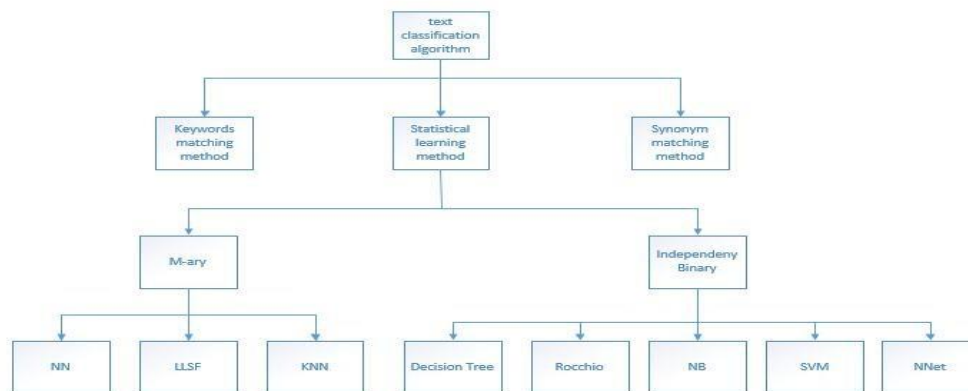 text
classification
algorithm
Keywords
matching
method
Statistical
learning
method
Synonym
matching
method
M-ary
Independeny
Binary
NN
LLSF
KNN
Decision Tree
Rocchio
NB
SVM
NNet